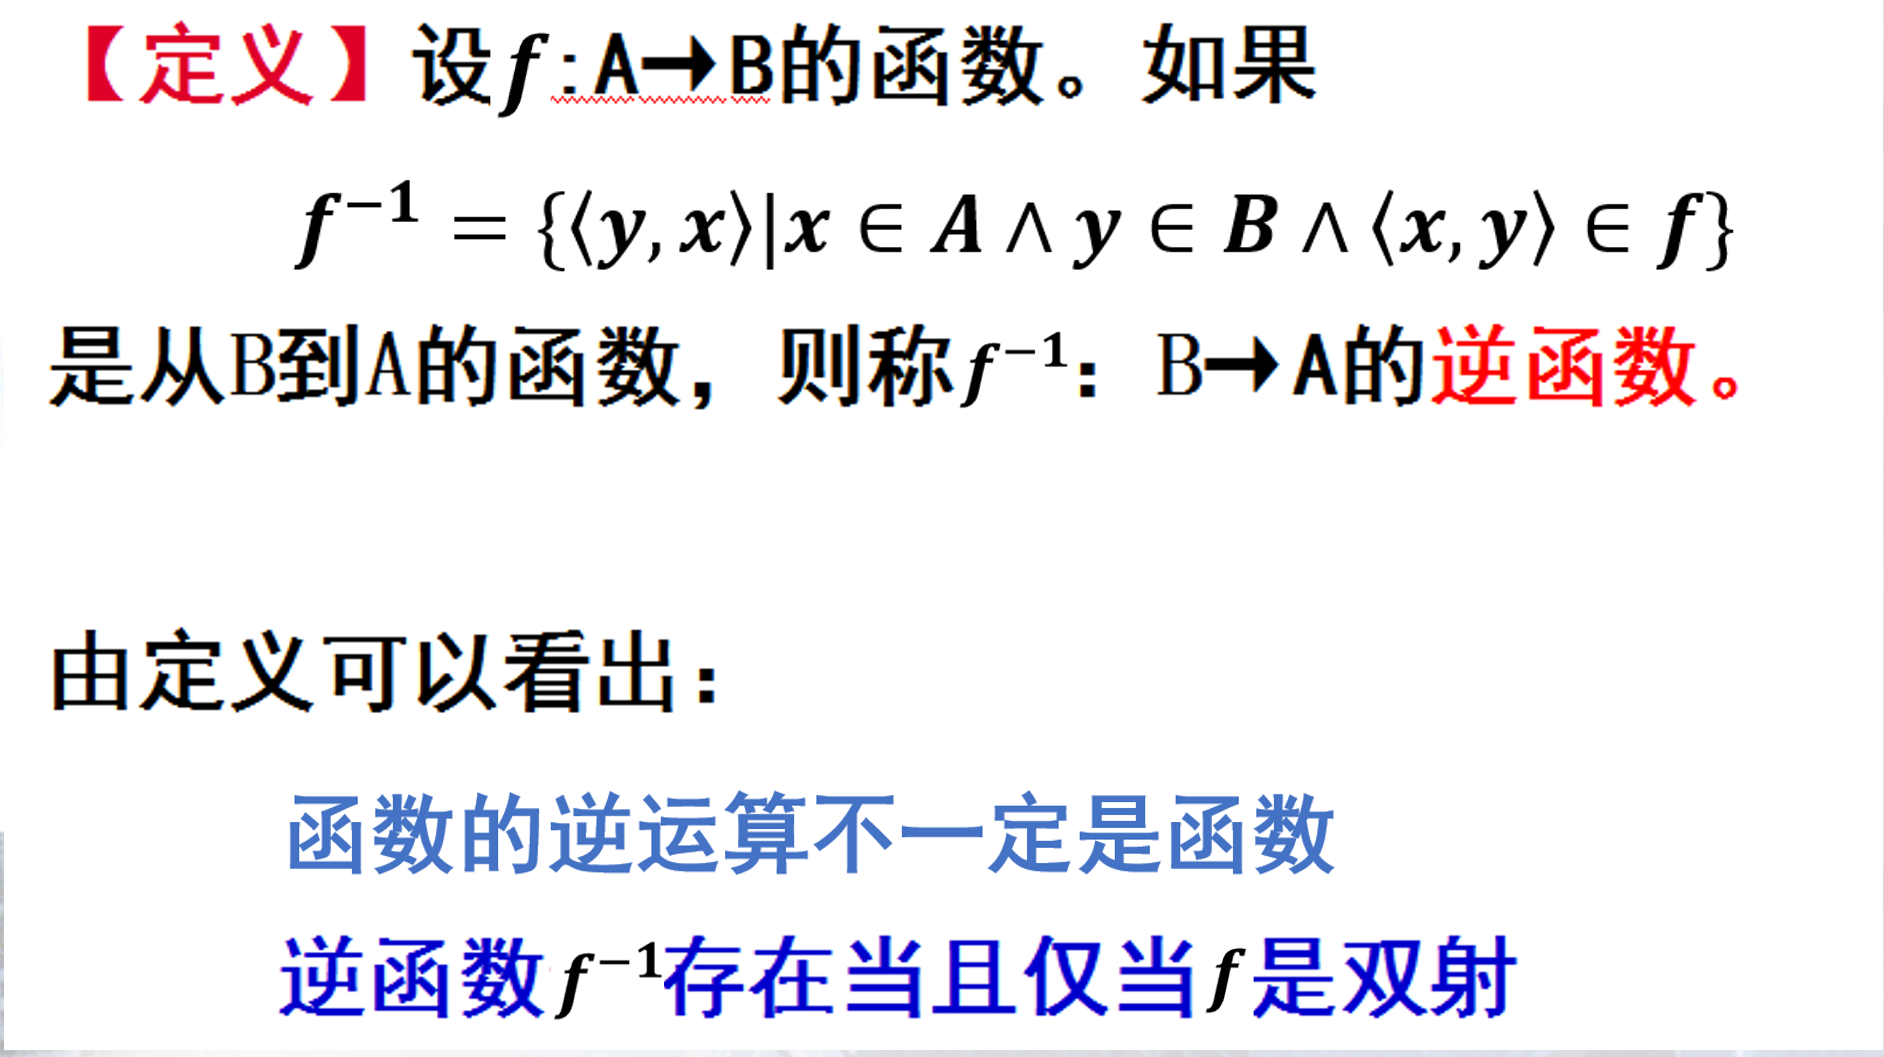 【定义】设f:A→B的函数。如果
f⁻¹ = {⟨y, x⟩|x ∈ A ∧ y ∈ B ∧ ⟨x, y⟩ ∈ f}
是从B到A的函数，则称f⁻¹：B→A的逆函数。
由定义可以看出：
函数的逆运算不一定是函数
逆函数f⁻¹存在当且仅当f是双射